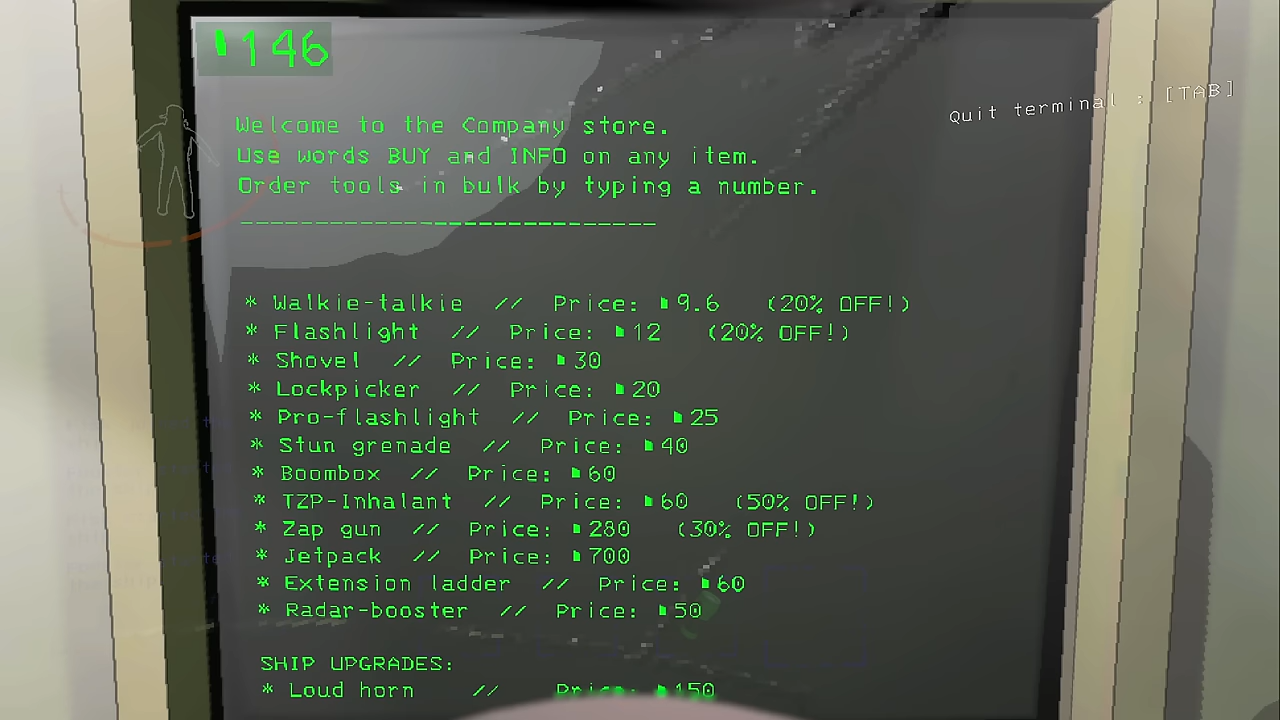 ▮146
Quit terminal : [TAB]
Welcome to the Company store.
Use words BUY and INFO on any item.
Order tools in bulk by typing a number.
----------------------------
* Walkie-talkie // Price: ▮9.6 (20% OFF!)
* Flashlight // Price: ▮12 (20% OFF!)
* Shovel // Price: ▮30
* Lockpicker // Price: ▮20
* Pro-flashlight // Price: ▮25
* Stun grenade // Price: ▮40
* Boombox // Price: ▮60
* TZP-Inhalant // Price: ▮60 (50% OFF!)
* Zap gun // Price: ▮280 (30% OFF!)
* Jetpack // Price: ▮700
* Extension ladder // Price: ▮60
* Radar-booster // Price: ▮50
SHIP UPGRADES:
* Loud horn // Price: ▮150